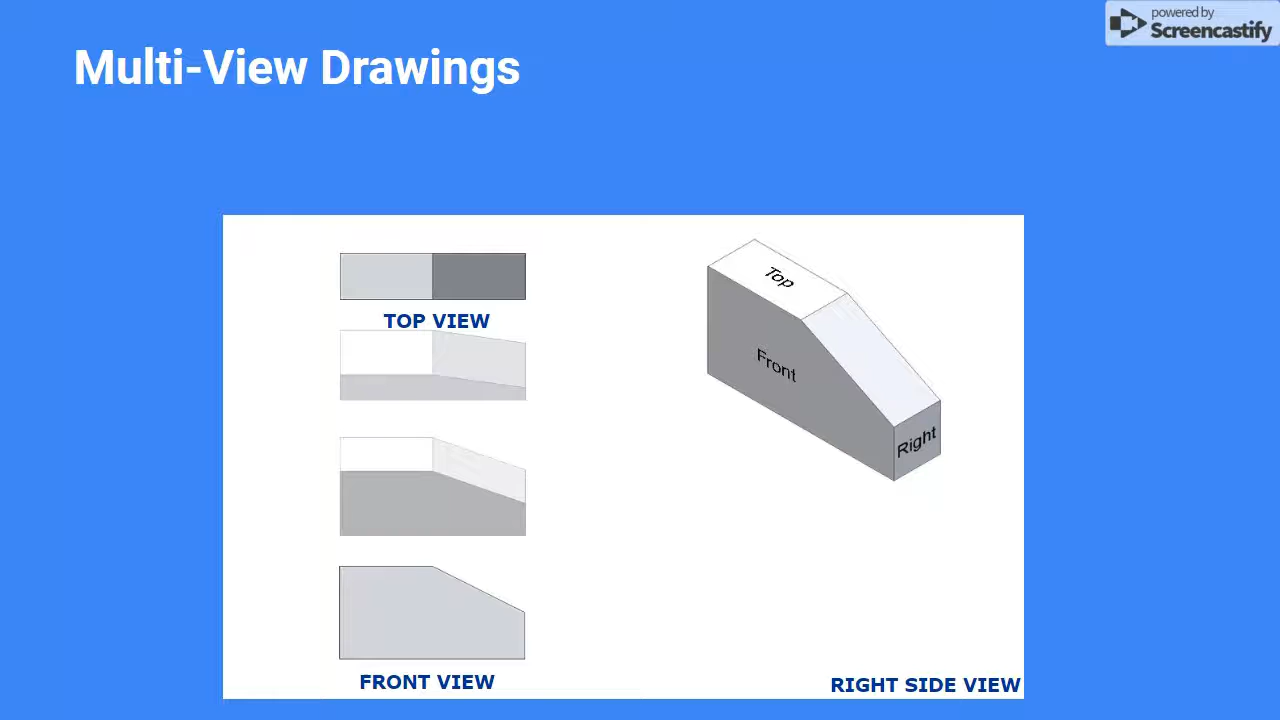 powered by
Screencastify
Multi-View Drawings
TOP VIEW
Top
Front
Right
FRONT VIEW
RIGHT SIDE VIEW